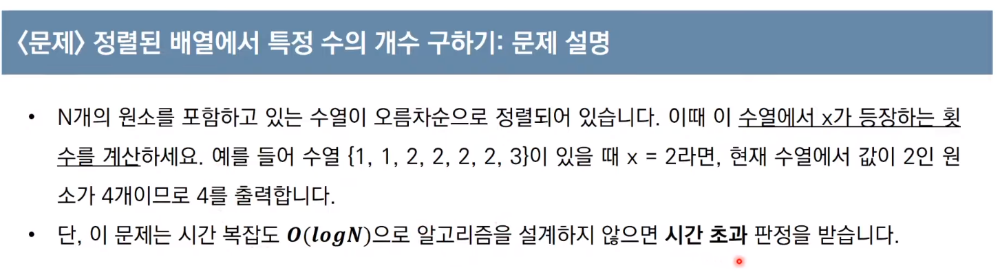 <문제> 정렬된 배열에서 특정 수의 개수 구하기: 문제 설명
• N개의 원소를 포함하고 있는 수열이 오름차순으로 정렬되어 있습니다. 이때 이 수열에서 x가 등장하는 횟
수를 계산하세요. 예를 들어 수열 {1, 1, 2, 2, 2, 2, 3}이 있을 때 x = 2라면, 현재 수열에서 값이 2인 원
소가 4개이므로 4를 출력합니다.
• 단, 이 문제는 시간 복잡도 O(logN)으로 알고리즘을 설계하지 않으면 시간 초과 판정을 받습니다.